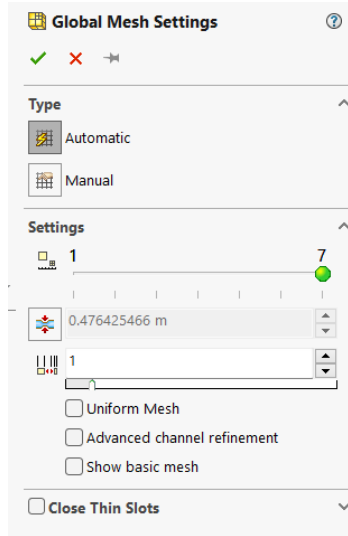 Global Mesh Settings
Type
Automatic
Manual
Settings
1 7
0.476425466 m
1
Uniform Mesh
Advanced channel refinement
Show basic mesh
Close Thin Slots